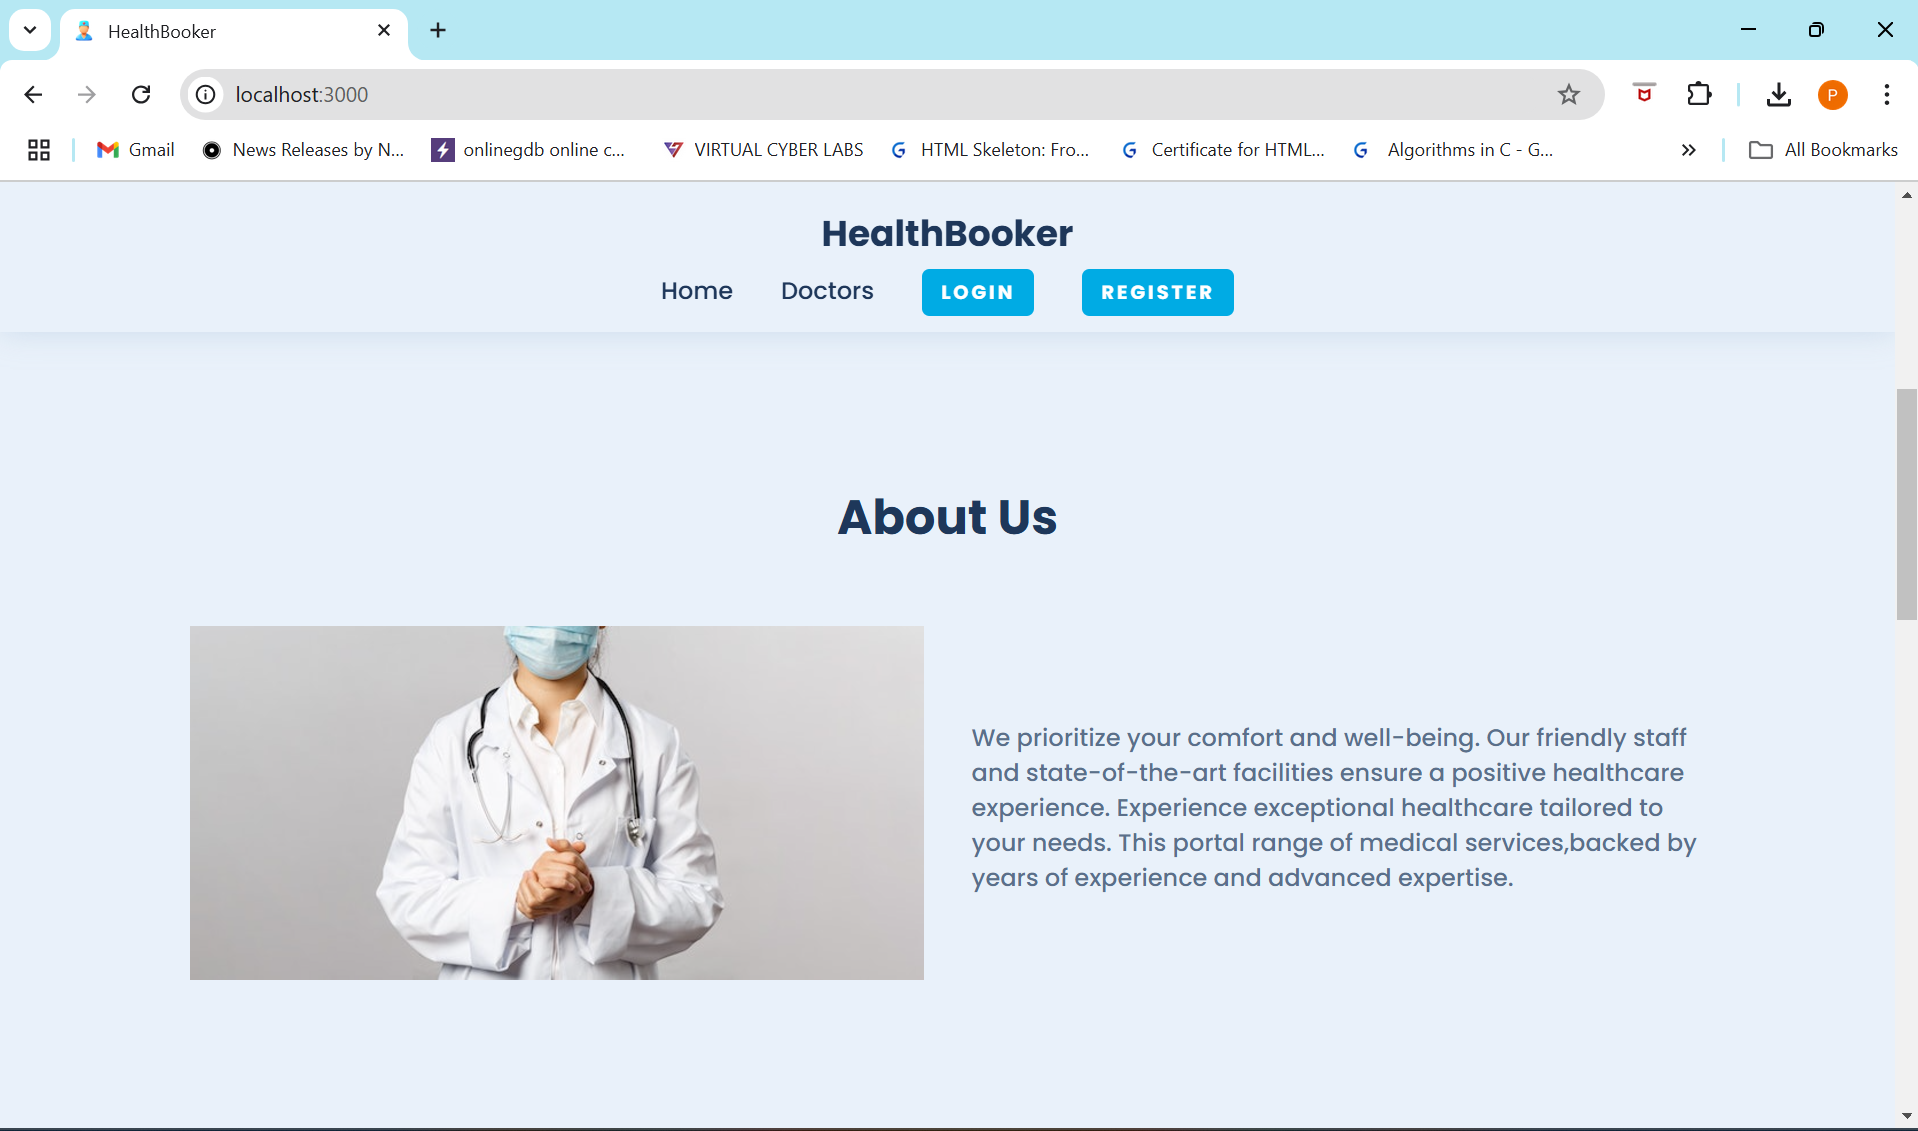 HealthBooker
localhost:3000
P
Gmail
News Releases by N...
onlinegdb online c...
VIRTUAL CYBER LABS
HTML Skeleton: Fro...
Certificate for HTML...
Algorithms in C - G...
All Bookmarks
HealthBooker
Home
Doctors
LOGIN
REGISTER
About Us
We prioritize your comfort and well-being. Our friendly staff
and state-of-the-art facilities ensure a positive healthcare
experience. Experience exceptional healthcare tailored to
your needs. This portal range of medical services,backed by
years of experience and advanced expertise.